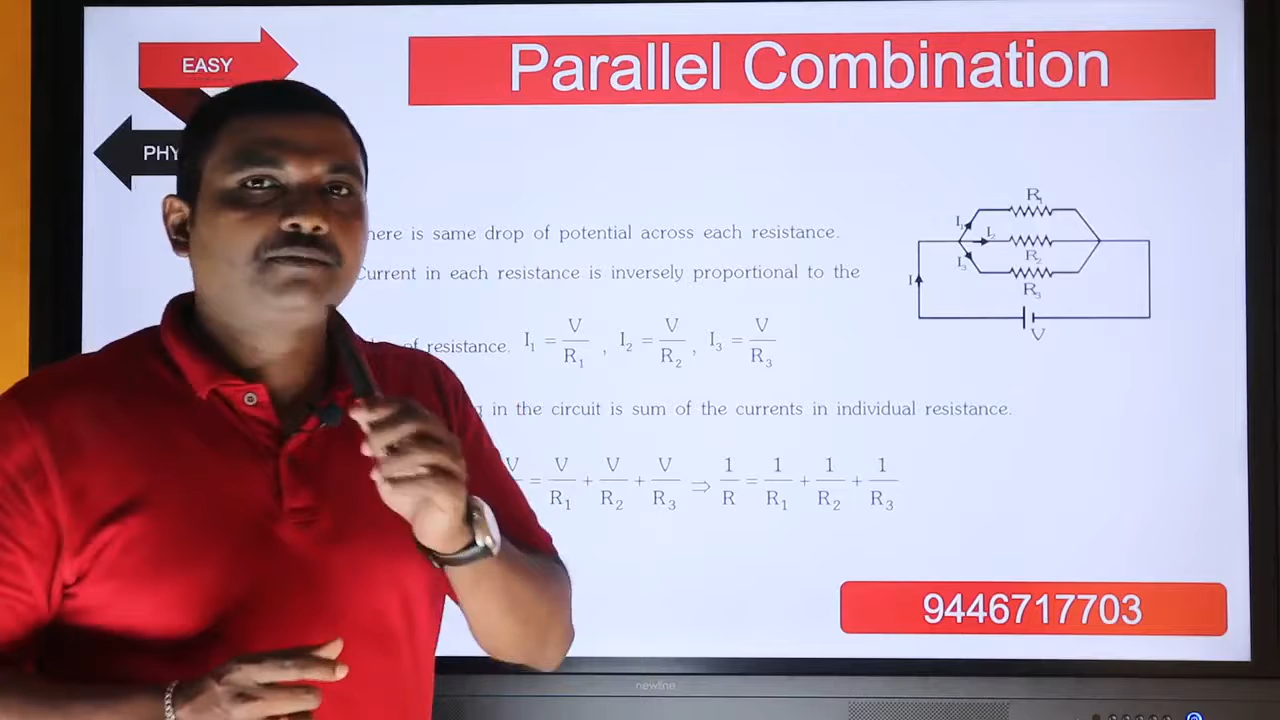 EASY
PHY
Parallel Combination
here is same drop of potential across each resistance.
Current in each resistance is inversely proportional to the
of resistance. I₁ = V/R₁ , I₂ = V/R₂ , I₃ = V/R₃
in the circuit is sum of the currents in individual resistance.
V = V/R₁ + V/R₂ + V/R₃ ⇒ 1/R = 1/R₁ + 1/R₂ + 1/R₃
R₁
I₁
I₂
R₂
I₃
R₃
I
V
9446717703
newline